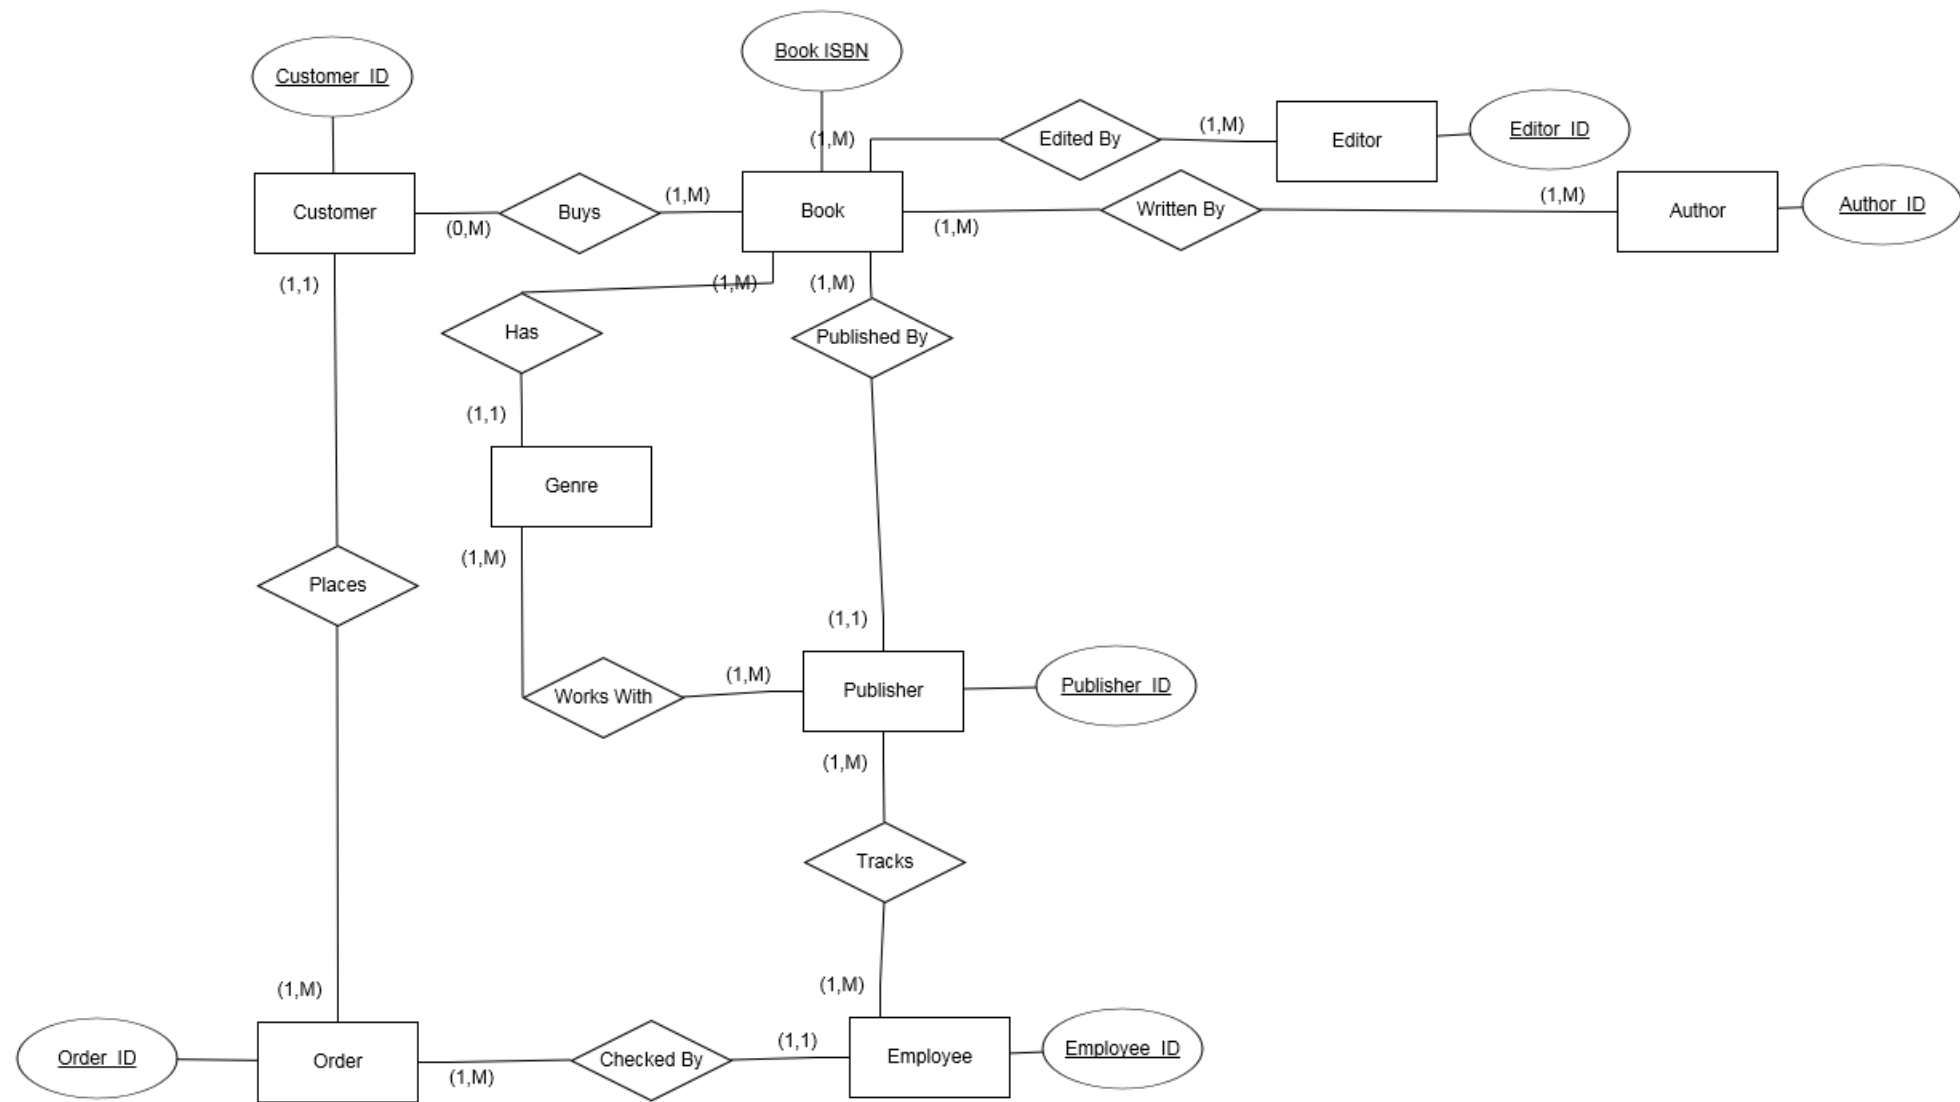 Book ISBN
Customer_ID
Editor_ID
(1,M)
Edited By
(1,M)
Editor
Customer
(0,M)
Buys
(1,M)
Book
(1,M)
Written By
(1,M)
Author
Author_ID
(1,1)
(1,M)
(1,M)
Has
Published By
(1,1)
Genre
(1,M)
Places
(1,1)
Works With
(1,M)
Publisher
Publisher_ID
(1,M)
Tracks
(1,M)
(1,M)
Order_ID
Order
(1,M)
Checked By
(1,1)
Employee
Employee_ID